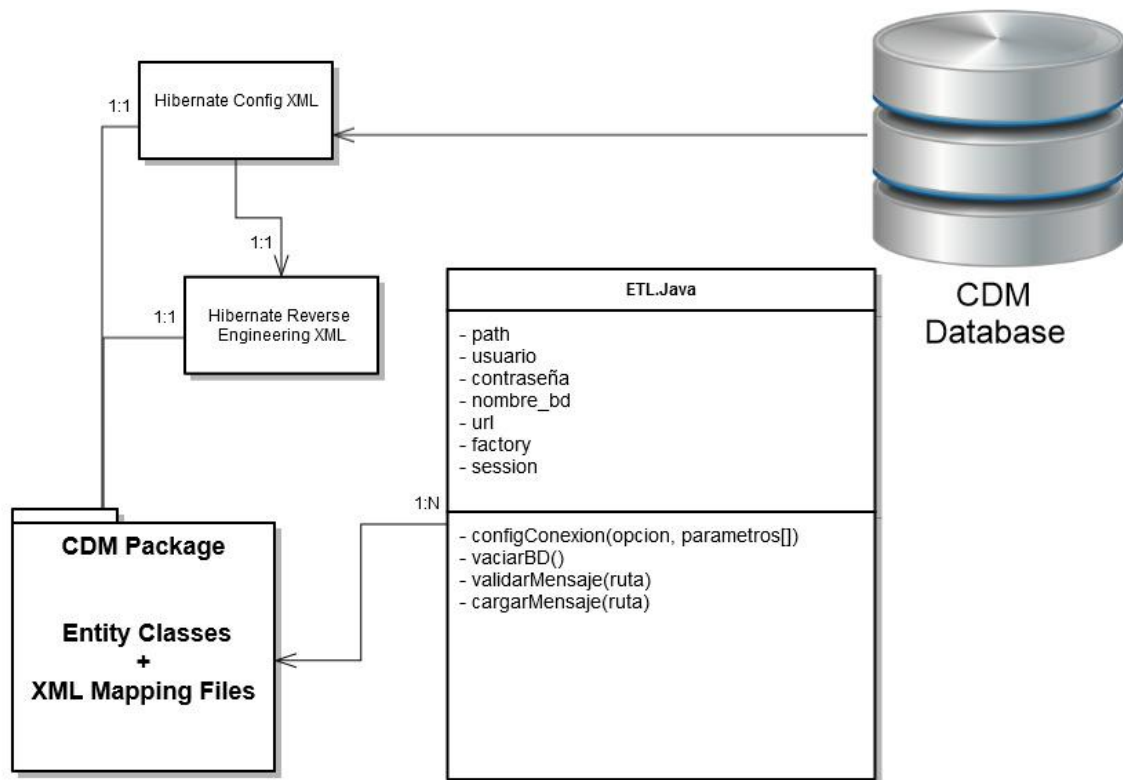 1:1
Hibernate Config XML
1:1
1:1
Hibernate Reverse
Engineering XML
CDM
Database
ETL.Java
- path
- usuario
- contraseña
- nombre_bd
- url
- factory
- session
1:N
- configConexion(opcion, parametros[])
- vaciarBD()
- validarMensaje(ruta)
- cargarMensaje(ruta)
CDM Package
Entity Classes
+
XML Mapping Files